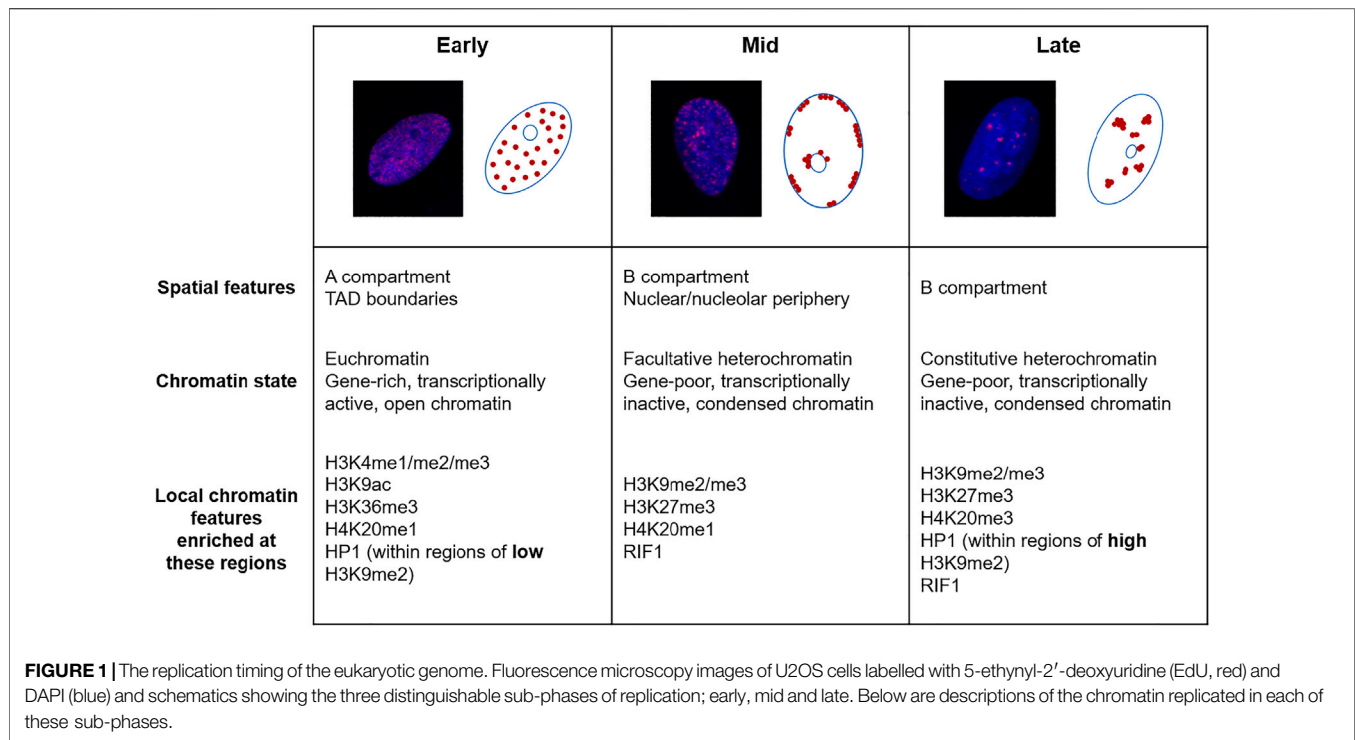 Early
Mid
Late
Spatial features
A compartment
TAD boundaries
B compartment
Nuclear/nucleolar periphery
B compartment
Chromatin state
Euchromatin
Gene-rich, transcriptionally
active, open chromatin
Facultative heterochromatin
Gene-poor, transcriptionally
inactive, condensed chromatin
Constitutive heterochromatin
Gene-poor, transcriptionally
inactive, condensed chromatin
Local chromatin
features
enriched at
these regions
H3K4me1/me2/me3
H3K9ac
H3K36me3
H4K20me1
HP1 (within regions of low
H3K9me2)
H3K9me2/me3
H3K27me3
H4K20me1
RIF1
H3K9me2/me3
H3K27me3
H4K20me3
HP1 (within regions of high
H3K9me2)
RIF1
FIGURE 1 | The replication timing of the eukaryotic genome. Fluorescence microscopy images of U2OS cells labelled with 5-ethynyl-2′-deoxyuridine (EdU, red) and
DAPI (blue) and schematics showing the three distinguishable sub-phases of replication; early, mid and late. Below are descriptions of the chromatin replicated in each of
these sub-phases.